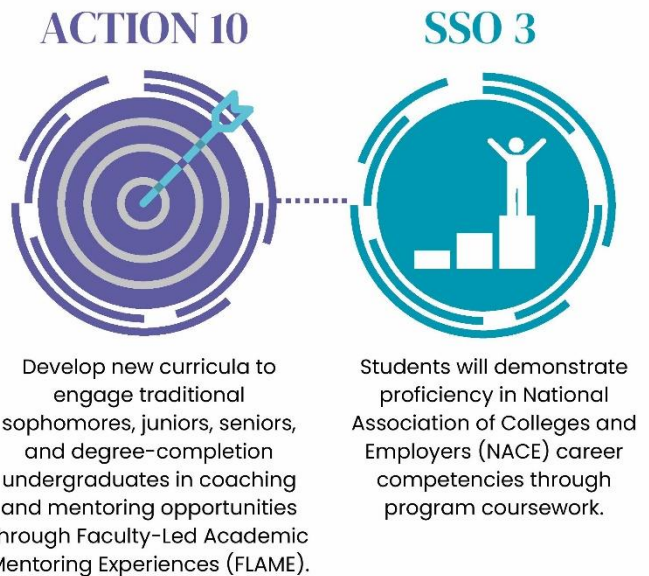 ACTION 10
Develop new curricula to
engage traditional
sophomores, juniors, seniors,
and degree-completion
undergraduates in coaching
and mentoring opportunities
through Faculty-Led Academic
Mentoring Experiences (FLAME).
SSO 3
Students will demonstrate
proficiency in National
Association of Colleges and
Employers (NACE) career
competencies through
program coursework.